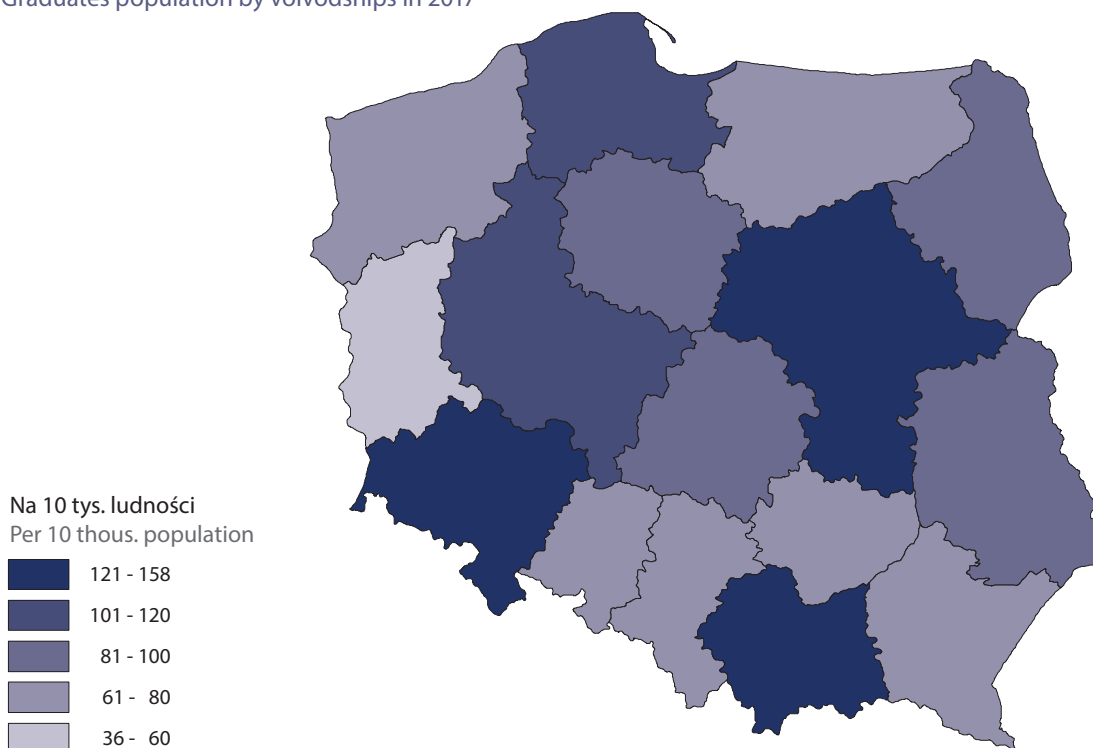 Graduates population by voivodships in 2017
Na 10 tys. ludności
Per 10 thous. population
121 - 158
101 - 120
81 - 100
61 - 80
36 - 60